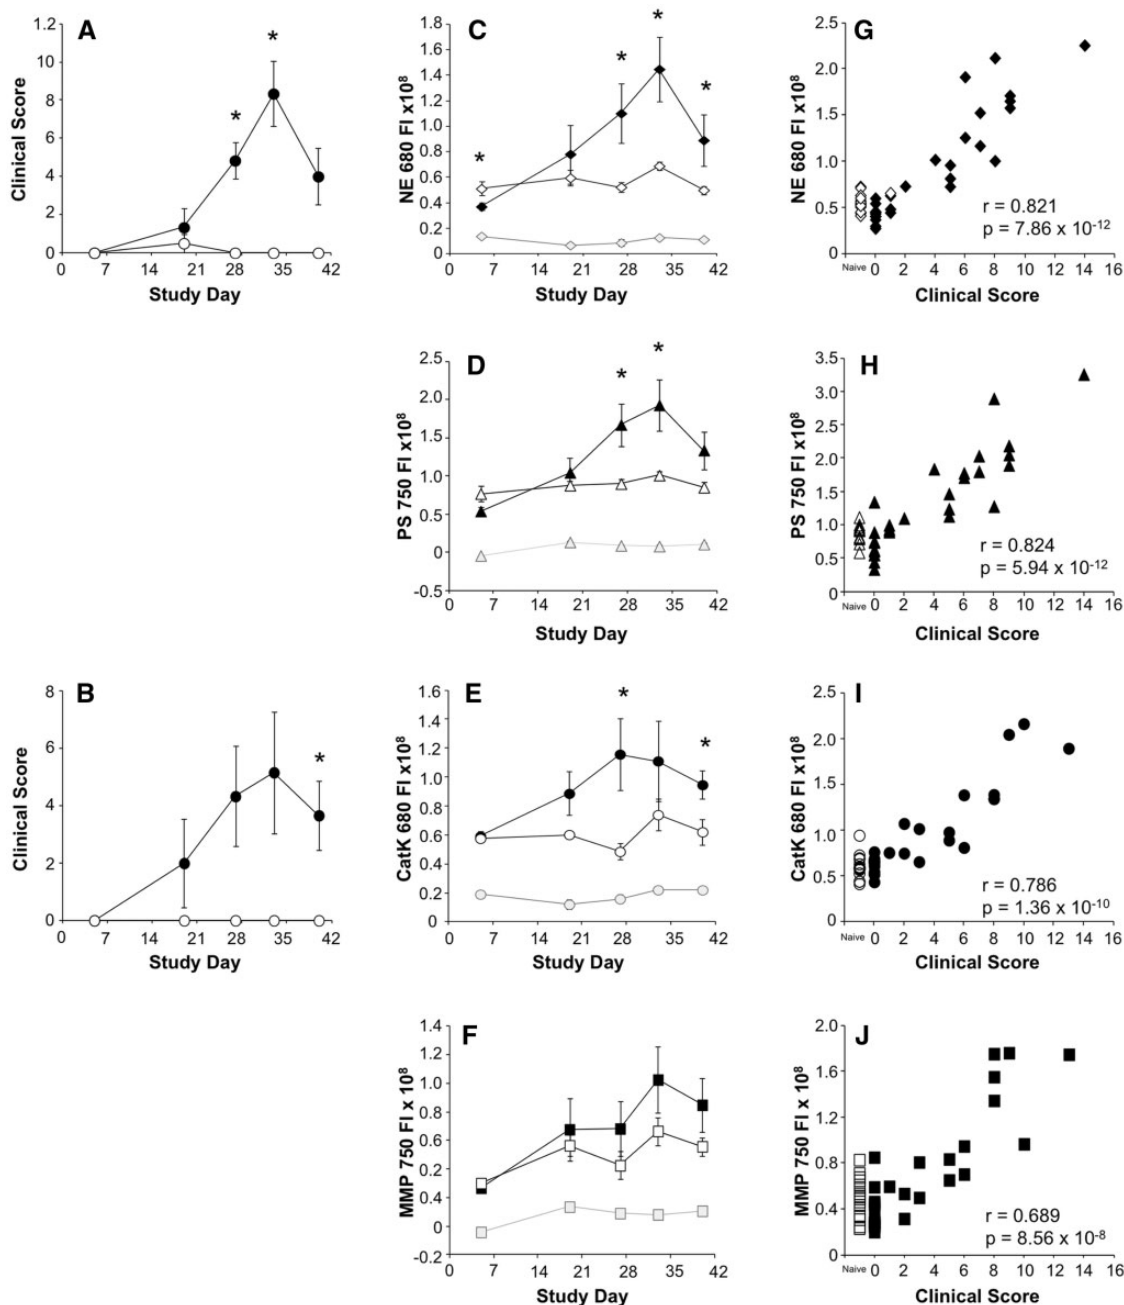 A
Clinical Score
1.2
10
8
6
4
2
0
*
*
0 7 14 21 28 35 42
Study Day
C
NE 680 FI x10⁸
1.8
1.6
1.4
1.2
1.0
0.8
0.6
0.4
0.2
0
*
*
*
*
0 7 14 21 28 35 42
Study Day
G
NE 680 FI x10⁸
2.5
2.0
1.5
1.0
0.5
0
r = 0.821
p = 7.86 x 10⁻¹²
Naive 0 2 4 6 8 10 12 14 16
Clinical Score
D
PS 750 FI x10⁸
2.5
2.0
1.5
1.0
0.5
0
-0.5
*
*
0 7 14 21 28 35 42
Study Day
H
PS 750 FI x10⁸
3.5
3.0
2.5
2.0
1.5
1.0
0.5
0
r = 0.824
p = 5.94 x 10⁻¹²
Naive 0 2 4 6 8 10 12 14 16
Clinical Score
B
Clinical Score
8
6
4
2
0
*
0 7 14 21 28 35 42
Study Day
E
CatK 680 FI x10⁸
1.6
1.4
1.2
1.0
0.8
0.6
0.4
0.2
0
*
*
0 7 14 21 28 35 42
Study Day
I
CatK 680 FI x10⁸
2.5
2.0
1.5
1.0
0.5
0
r = 0.786
p = 1.36 x 10⁻¹⁰
Naive 0 2 4 6 8 10 12 14 16
Clinical Score
F
MMP 750 FI x 10⁸
1.4
1.2
1.0
0.8
0.6
0.2
0.4
0
-0.2
0 7 14 21 28 35 42
Study Day
J
MMP 750 FI x 10⁸
2.0
1.6
1.2
0.8
0.4
0
r = 0.689
p = 8.56 x 10⁻⁸
Naive 0 2 4 6 8 10 12 14 16
Clinical Score